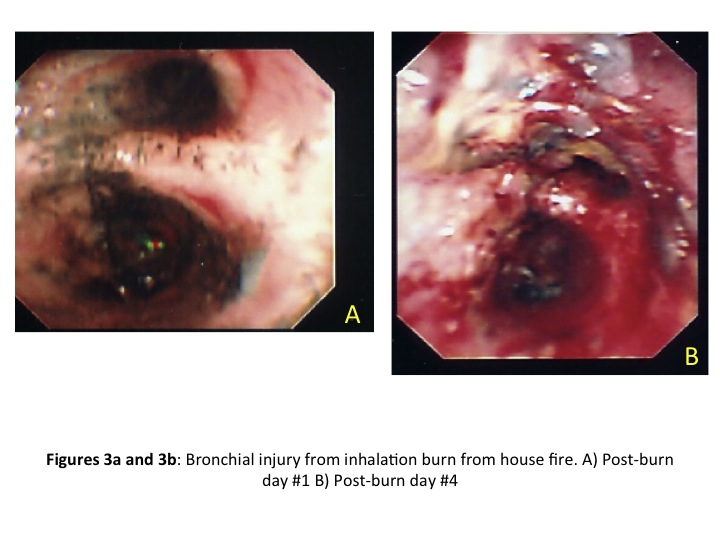 A
B
Figures 3a and 3b: Bronchial injury from inhalation burn from house fire. A) Post-burn
day #1 B) Post-burn day #4